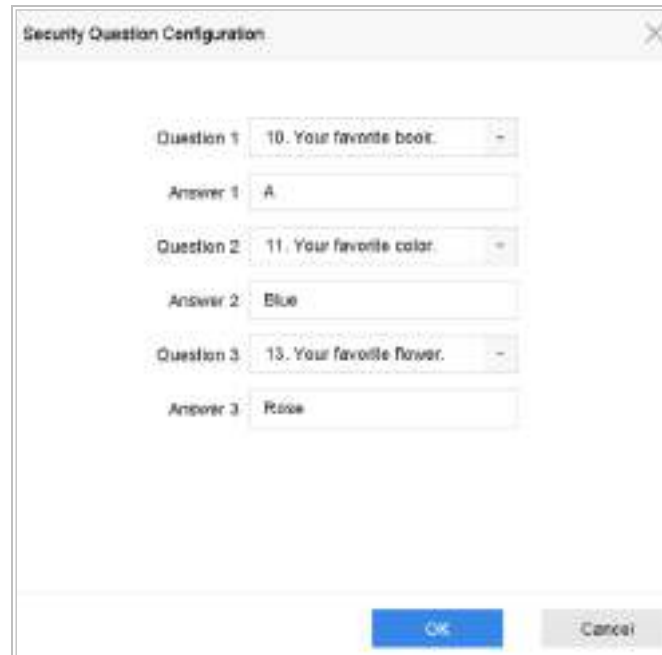 Security Question Configuration
Question 1 10. Your favorite book.
Answer 1 A
Question 2 11. Your favorite color.
Answer 2 Blue
Question 3 13. Your favorite flower.
Answer 3 Rose
OK Cancel